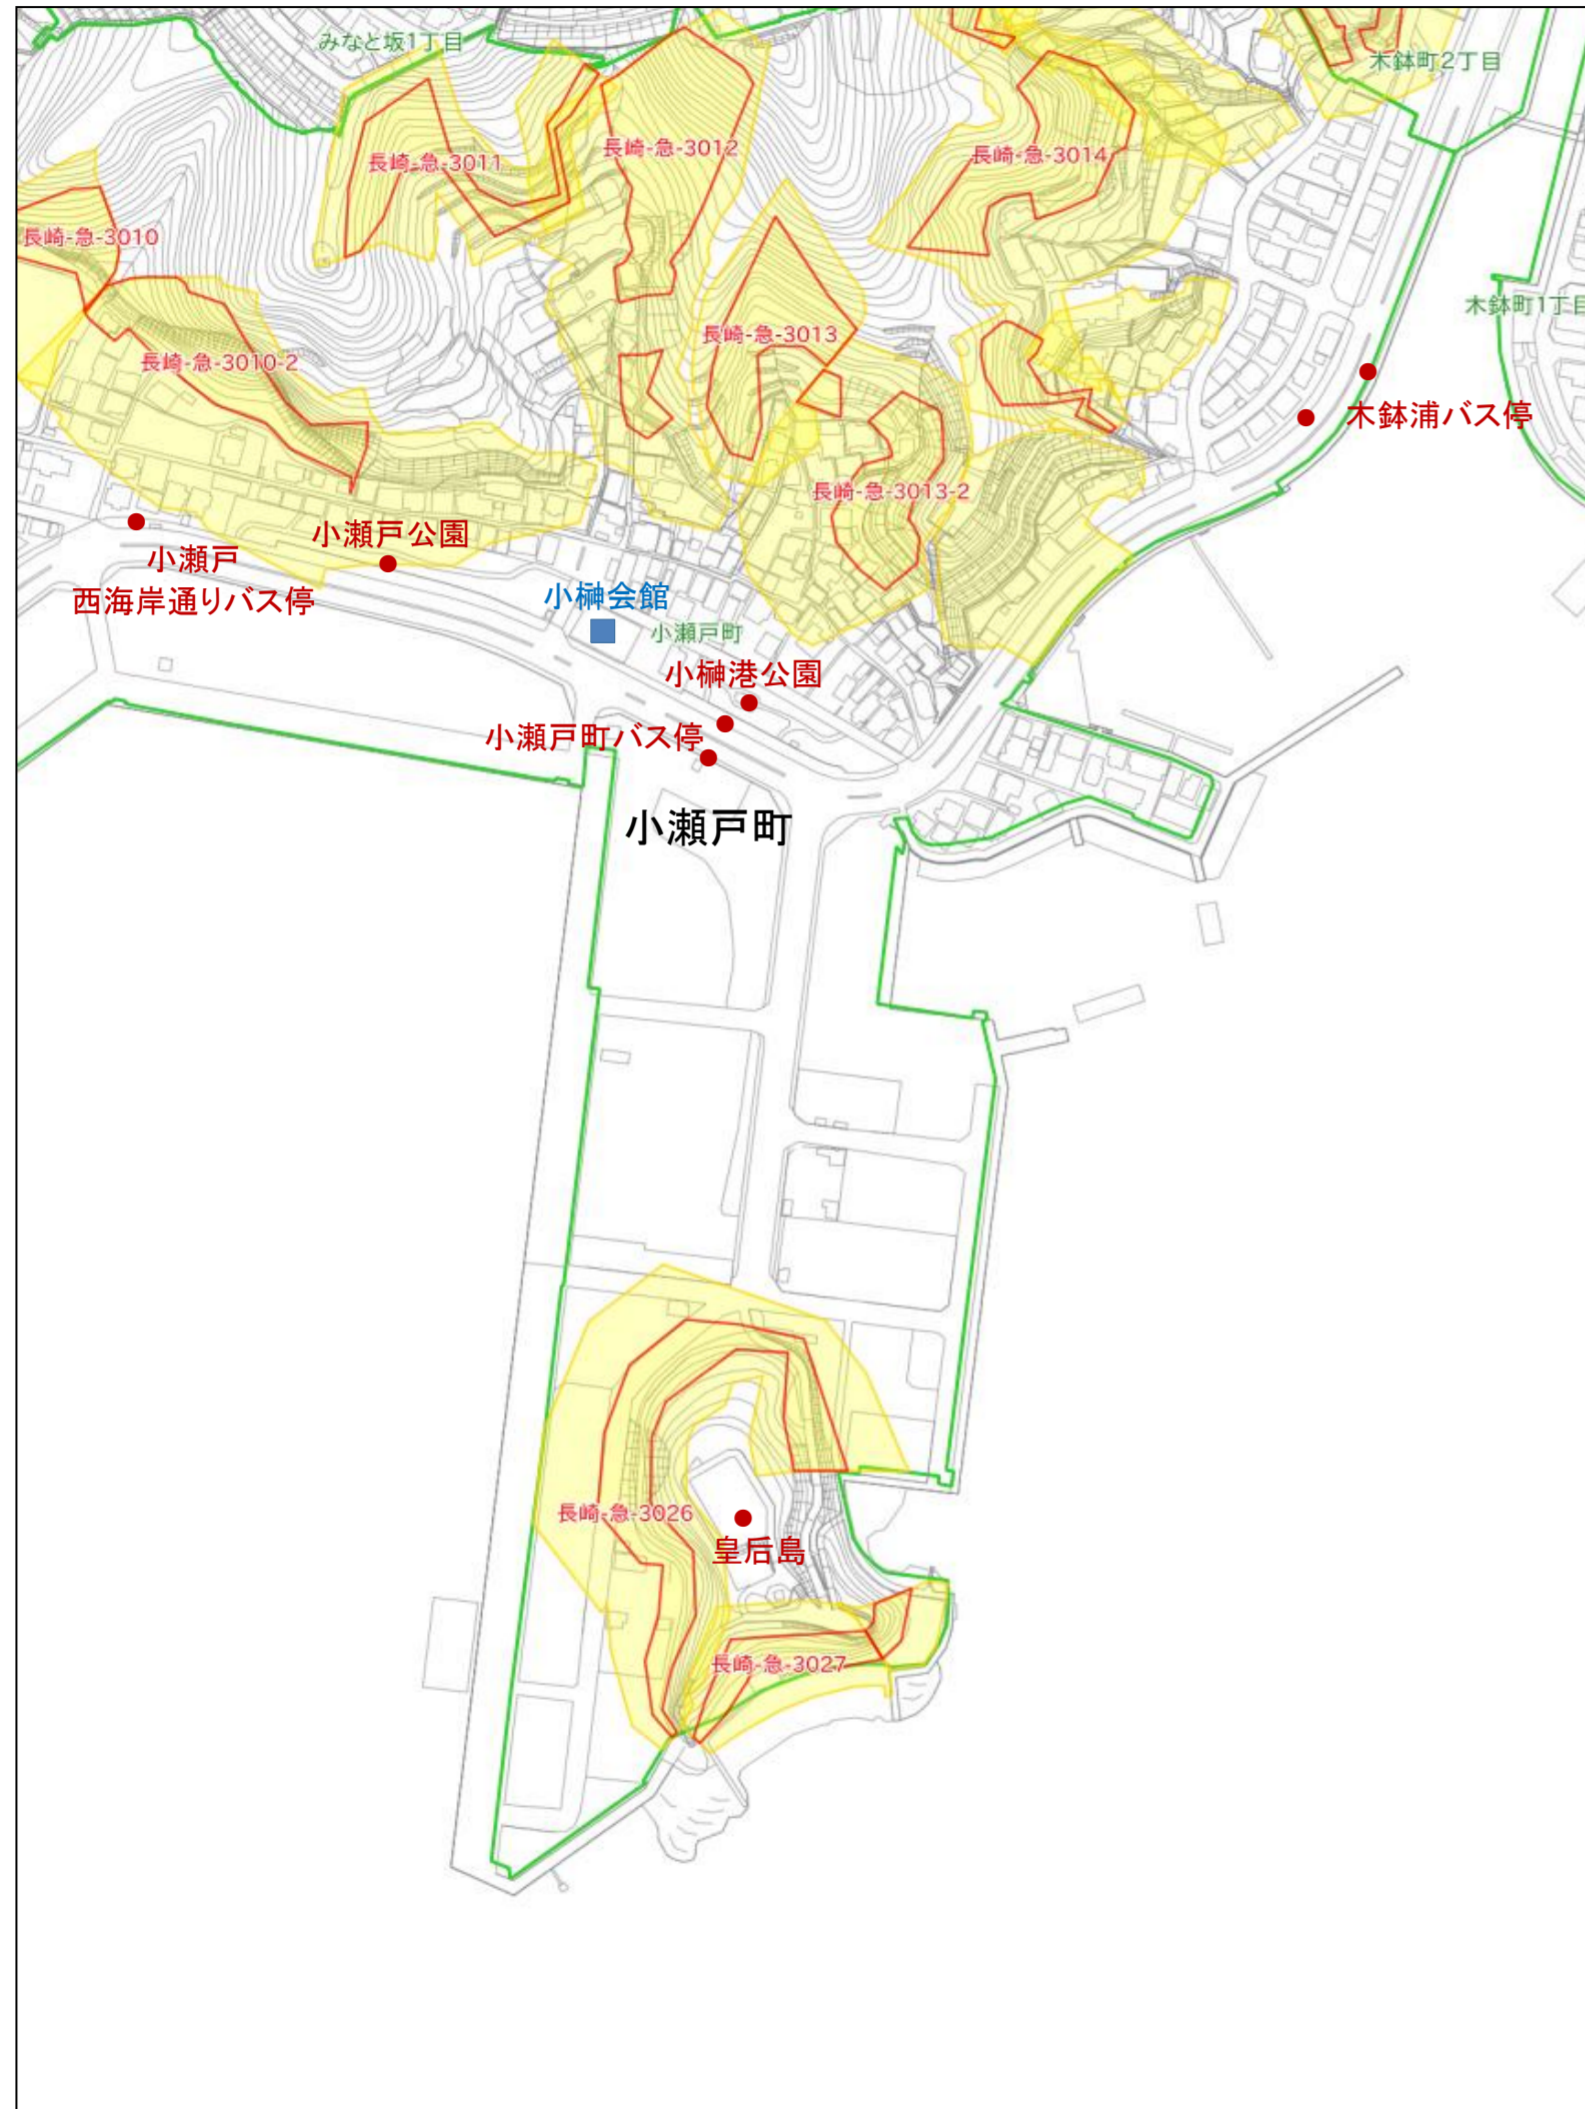 みなと坂1丁目
木鉢町2丁目
長崎-急-3012
長崎-急-3011
長崎-急-3014
長崎-急-3010
木鉢町1丁目
長崎-急-3013
長崎-急-3010-2
木鉢浦バス停
長崎-急-3013-2
小瀬戸公園
小瀬戸
西海岸通りバス停
小榊会館
小瀬戸町
小榊港公園
小瀬戸町バス停
小瀬戸町
長崎-急-3026
皇后島
長崎-急-3027